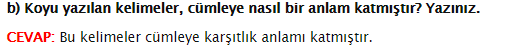 b) Koyu yazılan kelimeler, cümleye nasıl bir anlam katmıştır? Yazınız.
CEVAP: Bu kelimeler cümleye karşıtlık anlamı katmıştır.